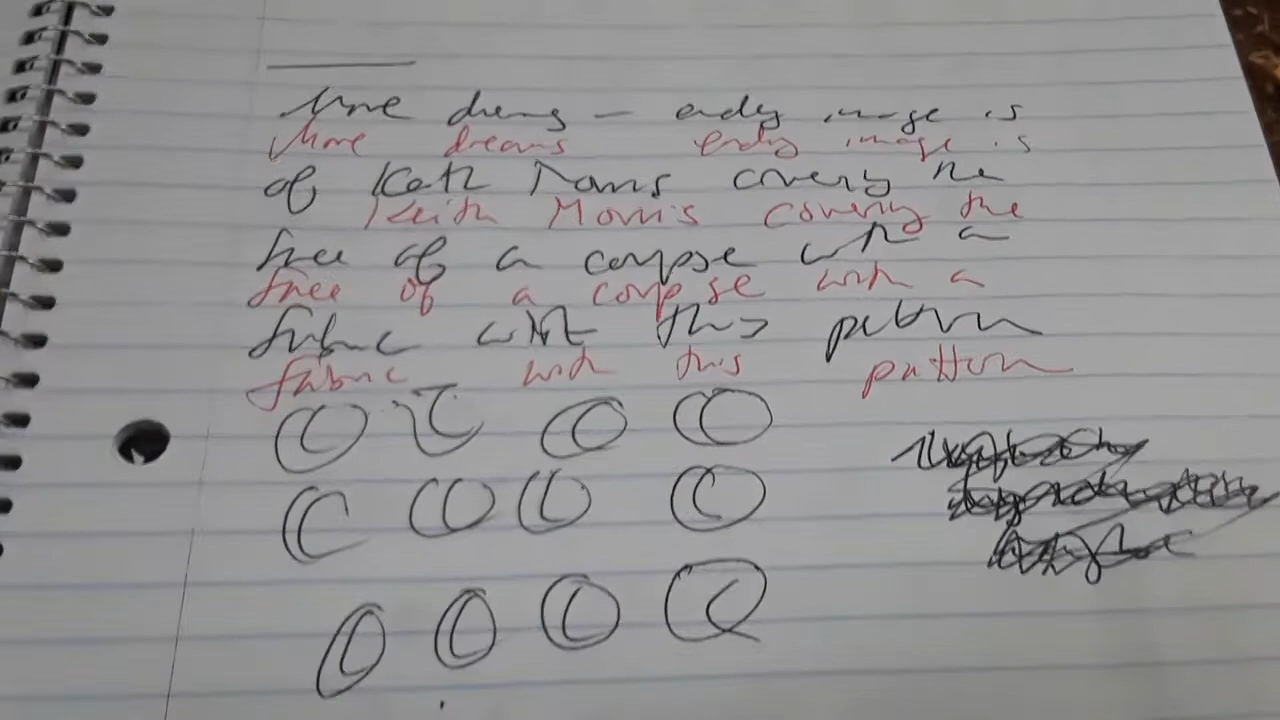 More dreams – ending image is
More dreams ending image is
of Keith Morris covering the
Keith Morris covering the
face of a corpse with a
face of a corpse with a
fabric with this pattern
fabric with this pattern